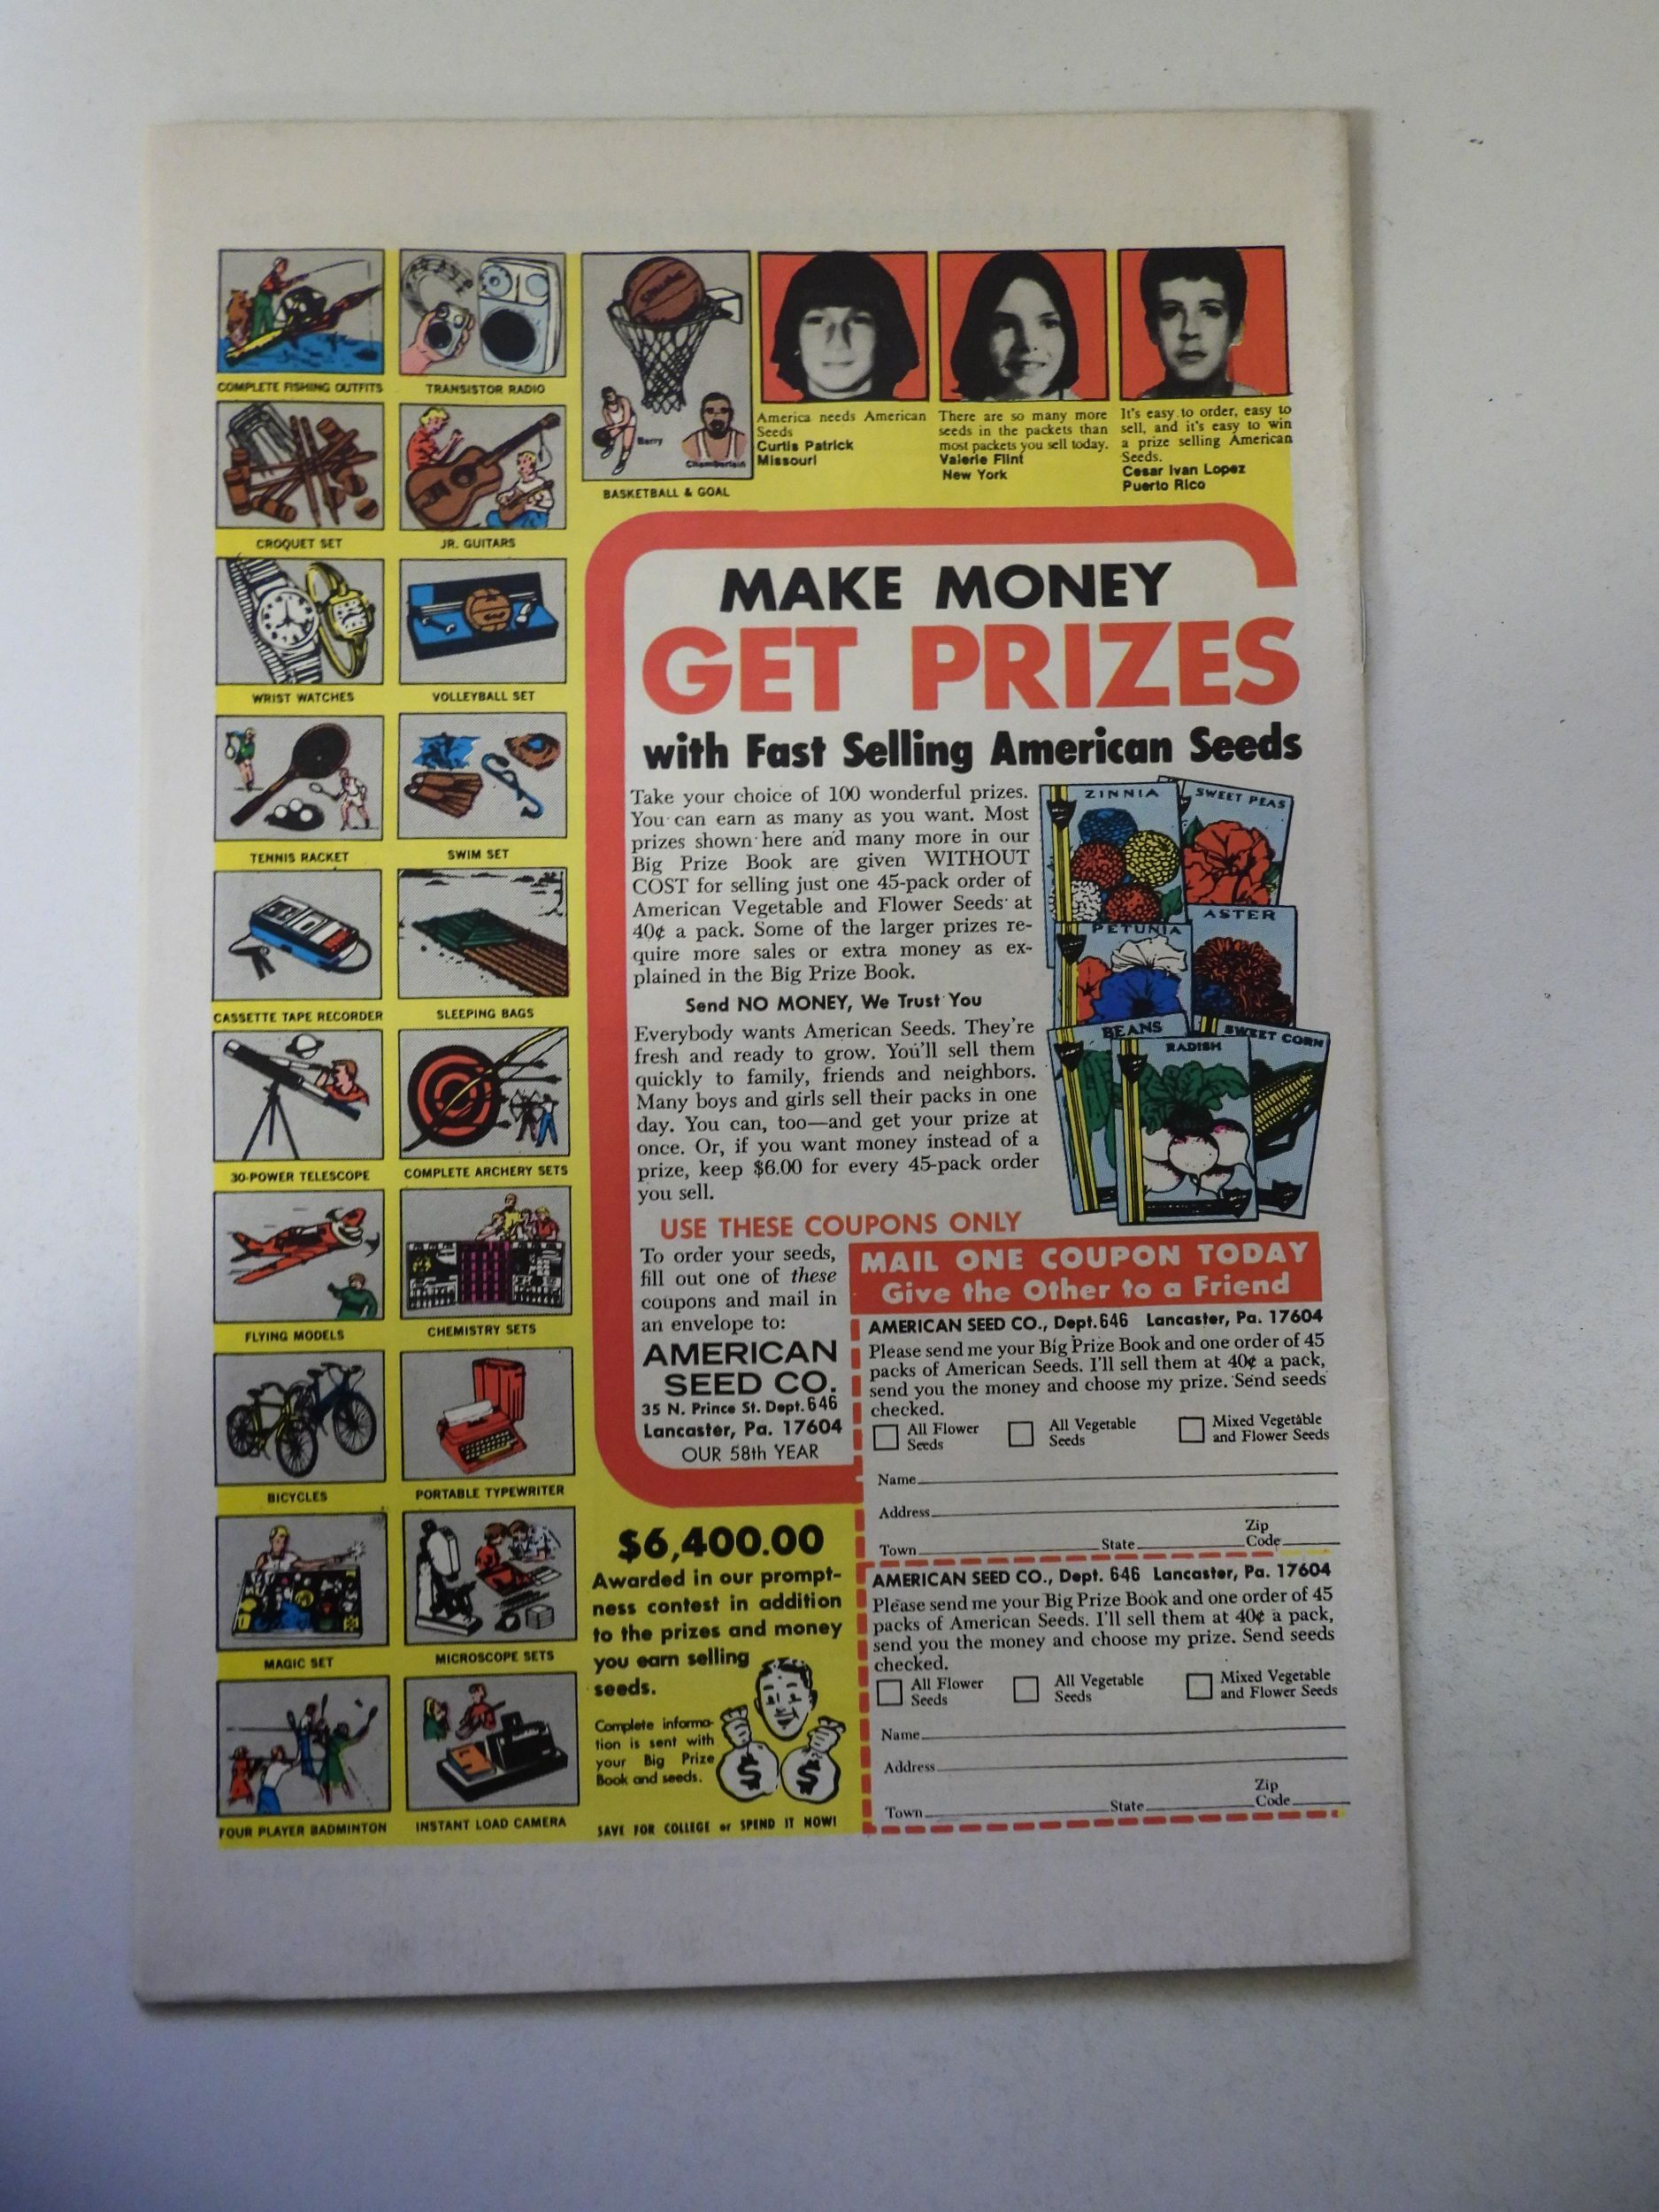 COMPLETE FISHING OUTFITS
TRANSISTOR RADIO
CROQUET SET
JR. GUITARS
WRIST WATCHES
VOLLEYBALL SET
TENNIS RACKET
SWIM SET
CASSETTE TAPE RECORDER
SLEEPING BAGS
30-POWER TELESCOPE
COMPLETE ARCHERY SETS
FLYING MODELS
CHEMISTRY SETS
BICYCLES
PORTABLE TYPEWRITER
MAGIC SET
MICROSCOPE SETS
FOUR PLAYER BADMINTON
INSTANT LOAD CAMERA
Barry
Chamberlain
BASKETBALL & GOAL
America needs American
Seeds
Curtis Patrick
Missouri
There are so many more
seeds in the packets than
most packets you sell today.
Valerie Flint
New York
It's easy to order, easy to
sell, and it's easy to win
a prize selling American
Seeds.
Cesar Ivan Lopez
Puerto Rico
MAKE MONEY
GET PRIZES
with Fast Selling American Seeds
Take your choice of 100 wonderful prizes.
You can earn as many as you want. Most
prizes shown here and many more in our
Big Prize Book are given WITHOUT
COST for selling just one 45-pack order of
American Vegetable and Flower Seeds at
40¢ a pack. Some of the larger prizes re-
quire more sales or extra money as ex-
plained in the Big Prize Book.
Send NO MONEY, We Trust You
Everybody wants American Seeds. They're
fresh and ready to grow. You'll sell them
quickly to family, friends and neighbors.
Many boys and girls sell their packs in one
day. You can, too—and get your prize at
once. Or, if you want money instead of a
prize, keep $6.00 for every 45-pack order
you sell.
ZINNIA
SWEET PEAS
ASTER
PETUNIA
BEANS
RADISH
SWEET CORN
USE THESE COUPONS ONLY
To order your seeds,
fill out one of these
coupons and mail in
an envelope to:
AMERICAN
SEED CO.
35 N. Prince St. Dept. 646
Lancaster, Pa. 17604
OUR 58th YEAR
MAIL ONE COUPON TODAY
Give the Other to a Friend
AMERICAN SEED CO., Dept. 646 Lancaster, Pa. 17604
Please send me your Big Prize Book and one order of 45
packs of American Seeds. I'll sell them at 40¢ a pack,
send you the money and choose my prize. Send seeds
checked.
All Flower Seeds
All Vegetable Seeds
Mixed Vegetable and Flower Seeds
Name
Address
Town State Zip Code
AMERICAN SEED CO., Dept. 646 Lancaster, Pa. 17604
Please send me your Big Prize Book and one order of 45
packs of American Seeds. I'll sell them at 40¢ a pack,
send you the money and choose my prize. Send seeds
checked.
All Flower Seeds
All Vegetable Seeds
Mixed Vegetable and Flower Seeds
Name
Address
Town State Zip Code
$6,400.00
Awarded in our prompt-
ness contest in addition
to the prizes and money
you earn selling
seeds.
Complete informa-
tion is sent with
your Big Prize
Book and seeds.
$ $
SAVE FOR COLLEGE or SPEND IT NOW!